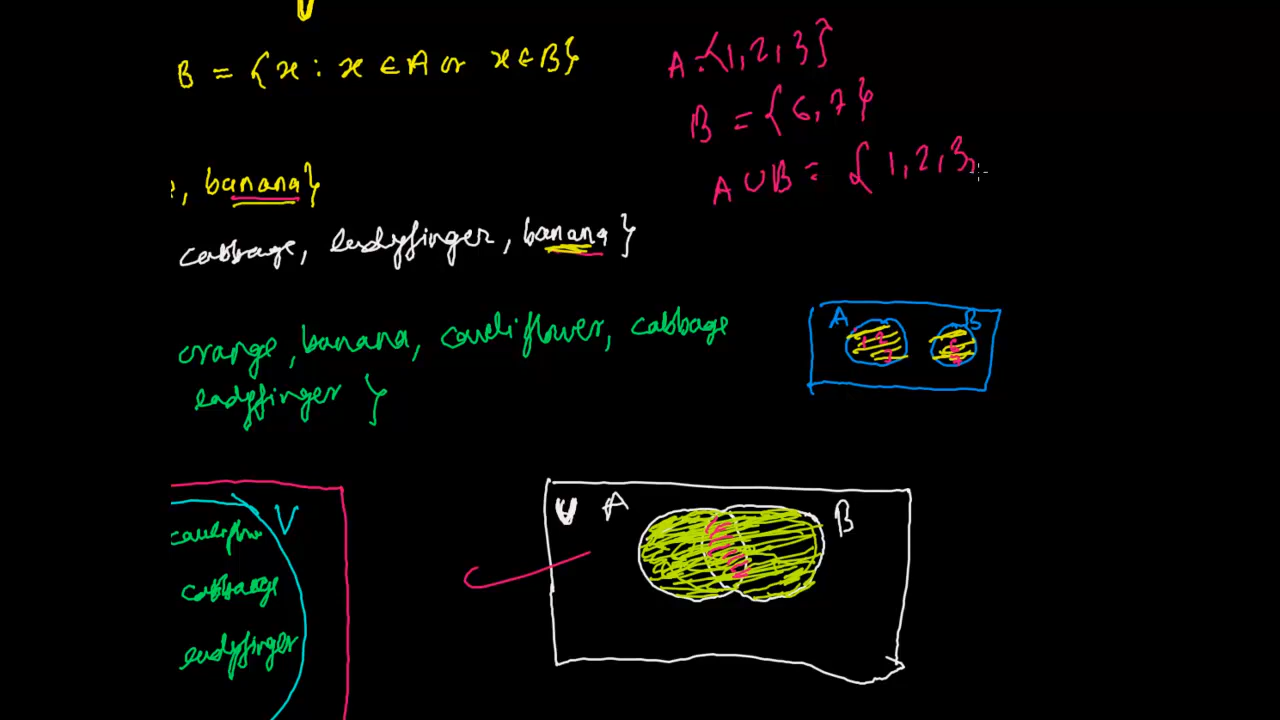 B = {x : x ∈ A or x ∈ B}
A = {1, 2, 3}
B = {6, 7}
A ∪ B = {1, 2, 3,
, banana}
cabbage, ladyfinger, banana}
orange, banana, cauliflower, cabbage
ladyfinger }
A B
V
cauliflow
cabbage
ladyfinger
U A B